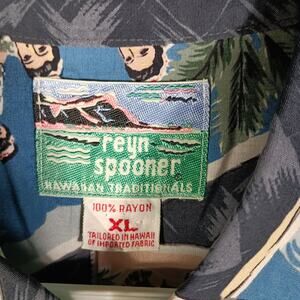 reyn
spooner
HAWAIIAN TRADITIONALS
100% RAYON
XL
TAILORED IN HAWAII
OF IMPORTED FABRIC